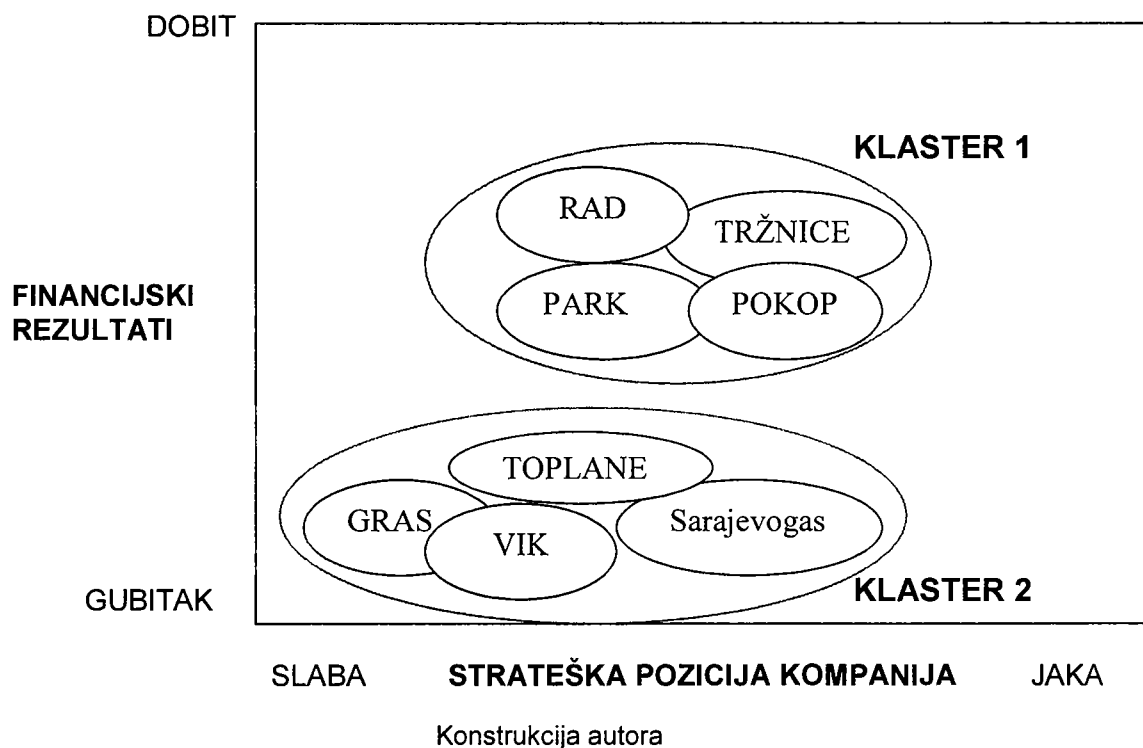 DOBIT
KLASTER 1
RAD
TRŽNICE
FINANCIJSKI
REZULTATI
PARK
POKOP
TOPLANE
GRAS
VIK
Sarajevogas
GUBITAK
KLASTER 2
SLABA
STRATEŠKA POZICIJA KOMPANIJA
JAKA
Konstrukcija autora